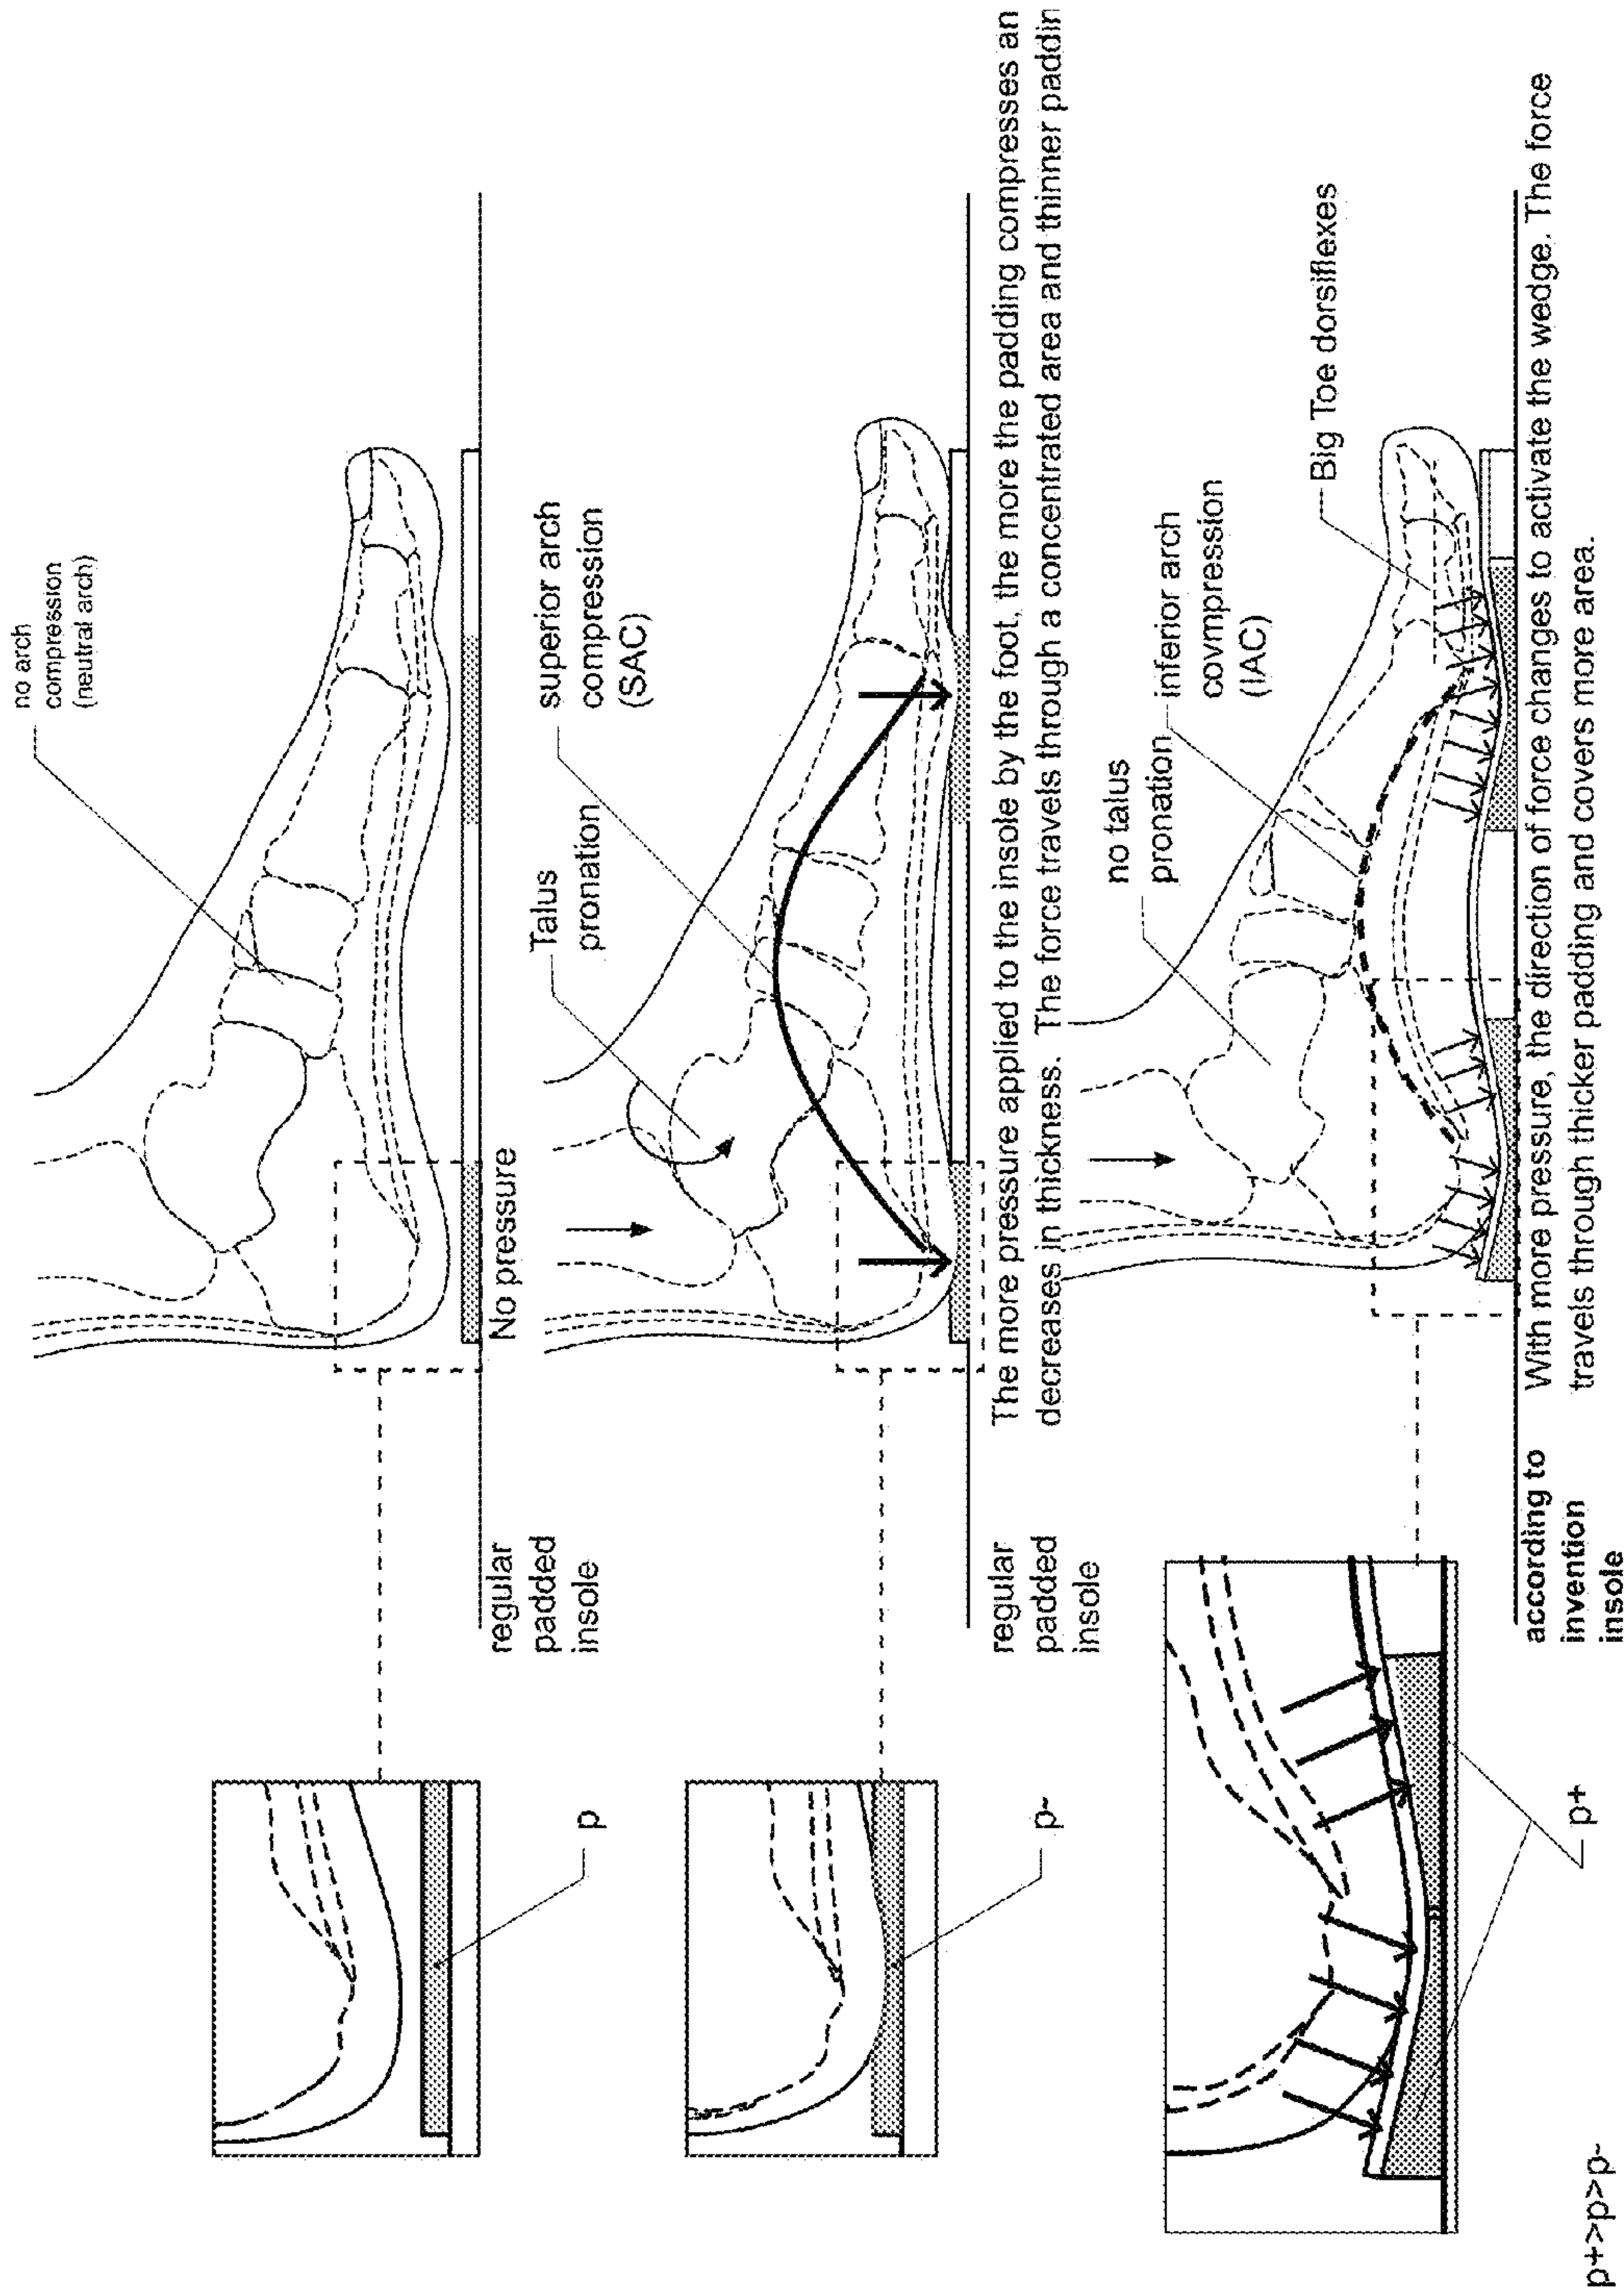 no arch
compression
(neutral arch)
No pressure
regular
padded
insole
p
Talus
pronation
superior arch
compression
(SAC)
regular
padded
insole
The more pressure applied to the insole by the foot, the more the padding compresses an
decreases in thickness. The force travels through a concentrated area and thinner paddin
p-
no talus
pronation
inferior arch
covmpression
(IAC)
Big Toe dorsiflexes
according to
invention
insole
With more pressure, the direction of force changes to activate the wedge. The force
travels through thicker padding and covers more area.
p+
p+>p>p-